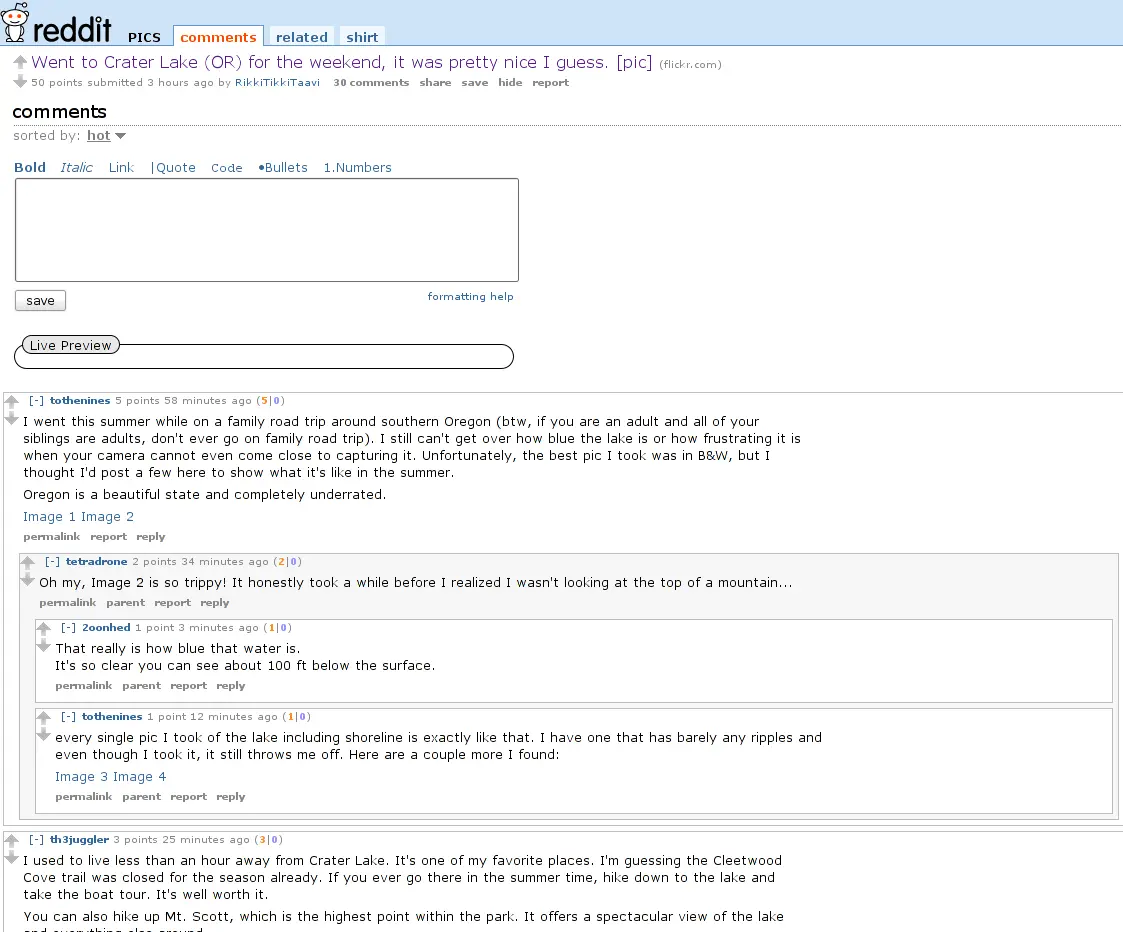 reddit PICS comments related shirt
Went to Crater Lake (OR) for the weekend, it was pretty nice I guess. [pic] (flickr.com)
50 points submitted 3 hours ago by RikkiTikkiTaavi 30 comments share save hide report
comments
sorted by: hot
Bold Italic Link |Quote Code •Bullets 1.Numbers
save
formatting help
Live Preview
[-] tothenines 5 points 58 minutes ago (5|0)
I went this summer while on a family road trip around southern Oregon (btw, if you are an adult and all of your
siblings are adults, don't ever go on family road trip). I still can't get over how blue the lake is or how frustrating it is
when your camera cannot even come close to capturing it. Unfortunately, the best pic I took was in B&W, but I
thought I'd post a few here to show what it's like in the summer.
Oregon is a beautiful state and completely underrated.
Image 1 Image 2
permalink report reply
[-] tetradrone 2 points 34 minutes ago (2|0)
Oh my, Image 2 is so trippy! It honestly took a while before I realized I wasn't looking at the top of a mountain...
permalink parent report reply
[-] 2oonhed 1 point 3 minutes ago (1|0)
That really is how blue that water is.
It's so clear you can see about 100 ft below the surface.
permalink parent report reply
[-] tothenines 1 point 12 minutes ago (1|0)
every single pic I took of the lake including shoreline is exactly like that. I have one that has barely any ripples and
even though I took it, it still throws me off. Here are a couple more I found:
Image 3 Image 4
permalink parent report reply
[-] th3juggler 3 points 25 minutes ago (3|0)
I used to live less than an hour away from Crater Lake. It's one of my favorite places. I'm guessing the Cleetwood
Cove trail was closed for the season already. If you ever go there in the summer time, hike down to the lake and
take the boat tour. It's well worth it.
You can also hike up Mt. Scott, which is the highest point within the park. It offers a spectacular view of the lake
and everything else around